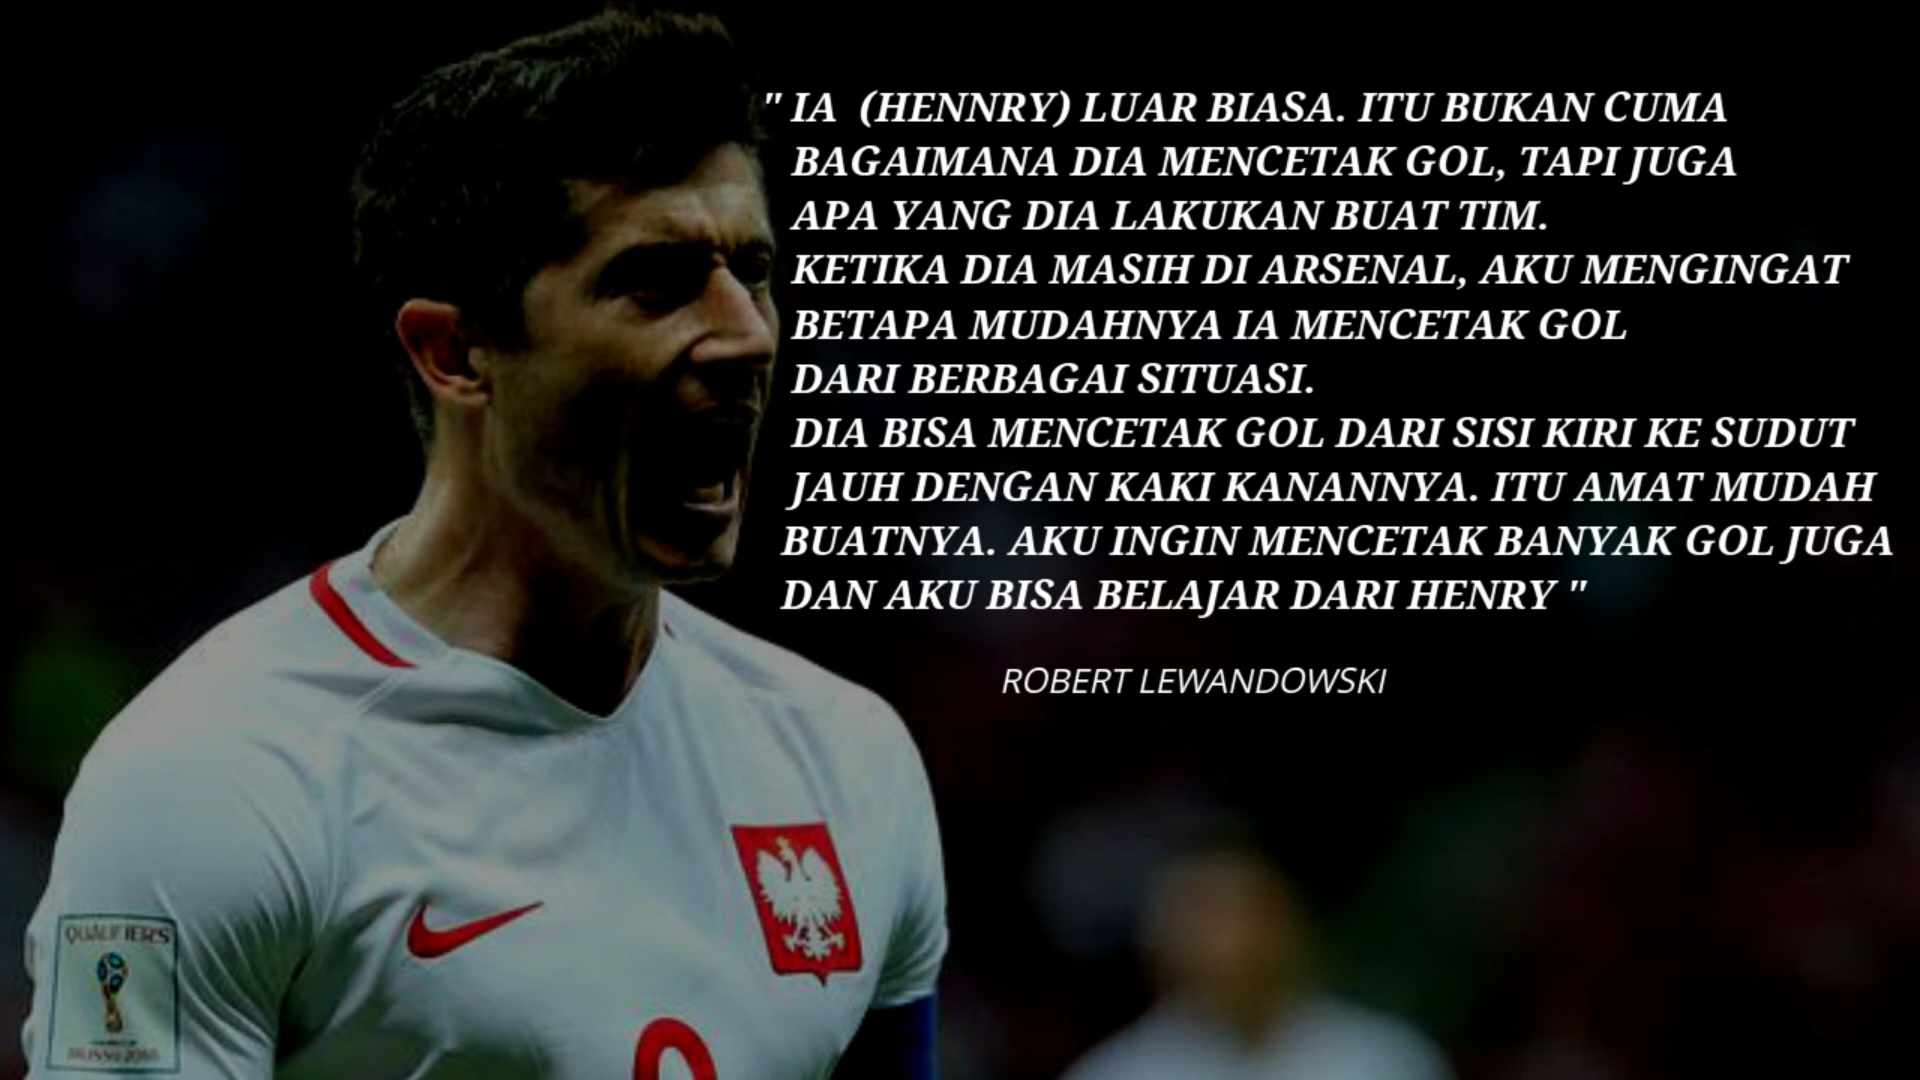 " IA (HENNRY) LUAR BIASA. ITU BUKAN CUMA
BAGAIMANA DIA MENCETAK GOL, TAPI JUGA
APA YANG DIA LAKUKAN BUAT TIM.
KETIKA DIA MASIH DI ARSENAL, AKU MENGINGAT
BETAPA MUDAHNYA IA MENCETAK GOL
DARI BERBAGAI SITUASI.
DIA BISA MENCETAK GOL DARI SISI KIRI KE SUDUT
JAUH DENGAN KAKI KANANNYA. ITU AMAT MUDAH
BUATNYA. AKU INGIN MENCETAK BANYAK GOL JUGA
DAN AKU BISA BELAJAR DARI HENRY "
ROBERT LEWANDOWSKI
QUALIFIERS